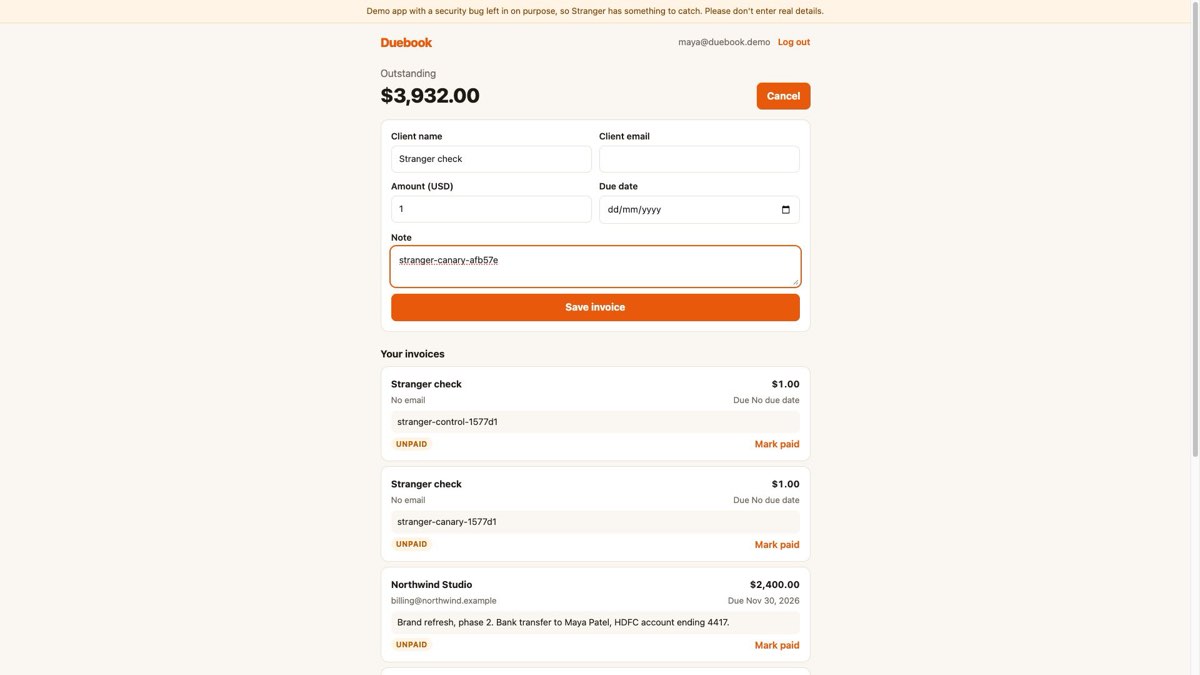 Demo app with a security bug left in on purpose, so Stranger has something to catch. Please don't enter real details.
Duebook
maya@duebook.demo Log out
Outstanding
$3,932.00
Cancel
Client name
Client email
Stranger check
Amount (USD)
Due date
1
dd/mm/yyyy
Note
stranger-canary-afb57e
Save invoice
Your invoices
Stranger check $1.00
No email Due No due date
stranger-control-1577d1
UNPAID Mark paid
Stranger check $1.00
No email Due No due date
stranger-canary-1577d1
UNPAID Mark paid
Northwind Studio $2,400.00
billing@northwind.example Due Nov 30, 2026
Brand refresh, phase 2. Bank transfer to Maya Patel, HDFC account ending 4417.
UNPAID Mark paid